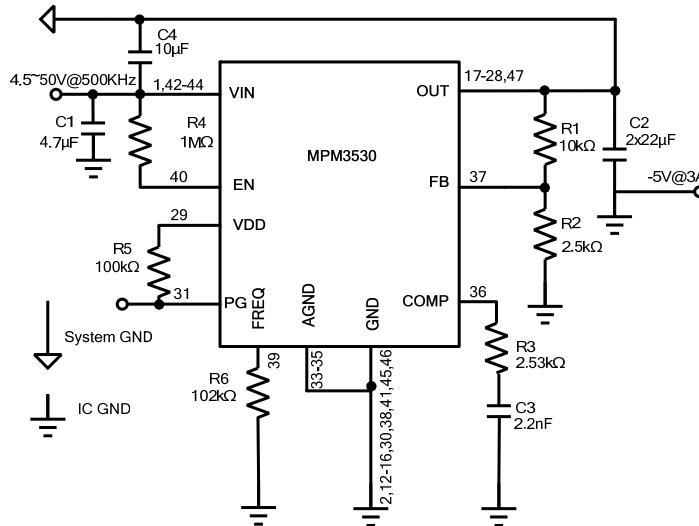 C4
10µF
4.5~50V@500KHz
1,42-44
VIN
OUT
17-28,47
C1
4.7µF
R4
1MΩ
MPM3530
R1
10kΩ
C2
2x22µF
40
EN
FB
37
-5V@3A
29
VDD
R2
2.5kΩ
R5
100kΩ
31
PG
FREQ
AGND
GND
COMP
36
System GND
39
33-35
2,12-16,30,38,41,45,46
R3
2.53kΩ
R6
102kΩ
IC GND
C3
2.2nF